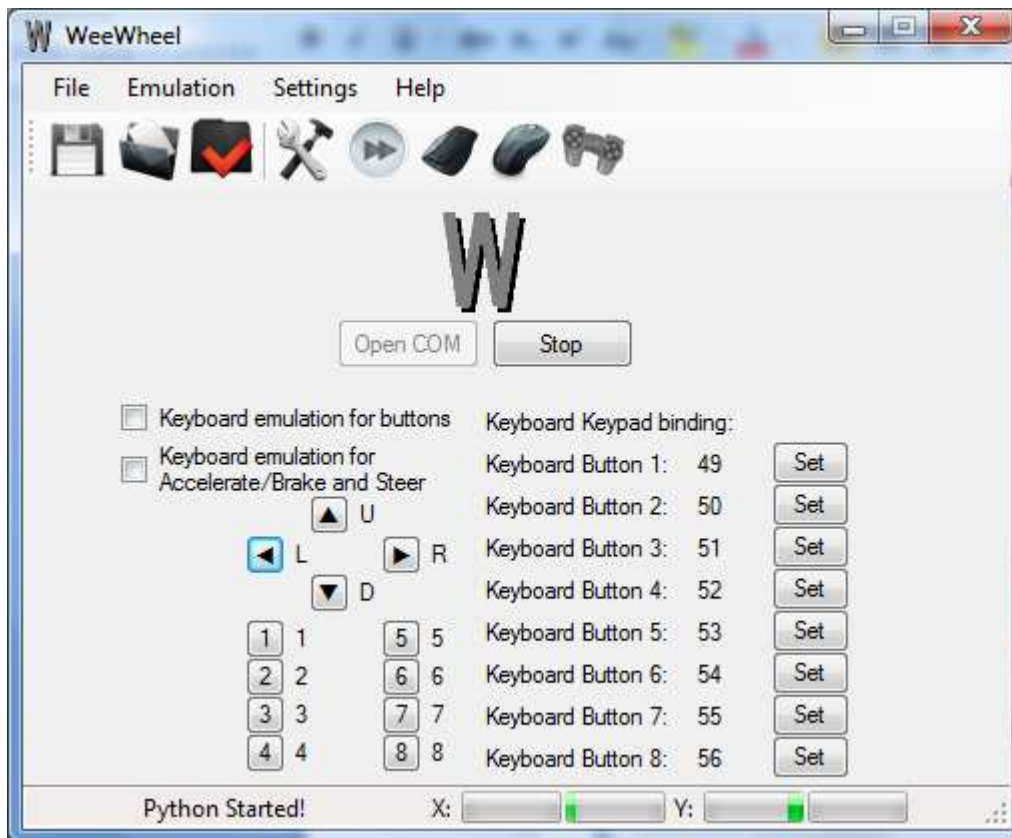 WeeWheel
File Emulation Settings Help
W
Open COM Stop
Keyboard emulation for buttons
Keyboard emulation for
Accelerate/Brake and Steer
U
L R
D
1 1 5 5
2 2 6 6
3 3 7 7
4 4 8 8
Keyboard Keypad binding:
Keyboard Button 1: 49 Set
Keyboard Button 2: 50 Set
Keyboard Button 3: 51 Set
Keyboard Button 4: 52 Set
Keyboard Button 5: 53 Set
Keyboard Button 6: 54 Set
Keyboard Button 7: 55 Set
Keyboard Button 8: 56 Set
Python Started! X: Y: